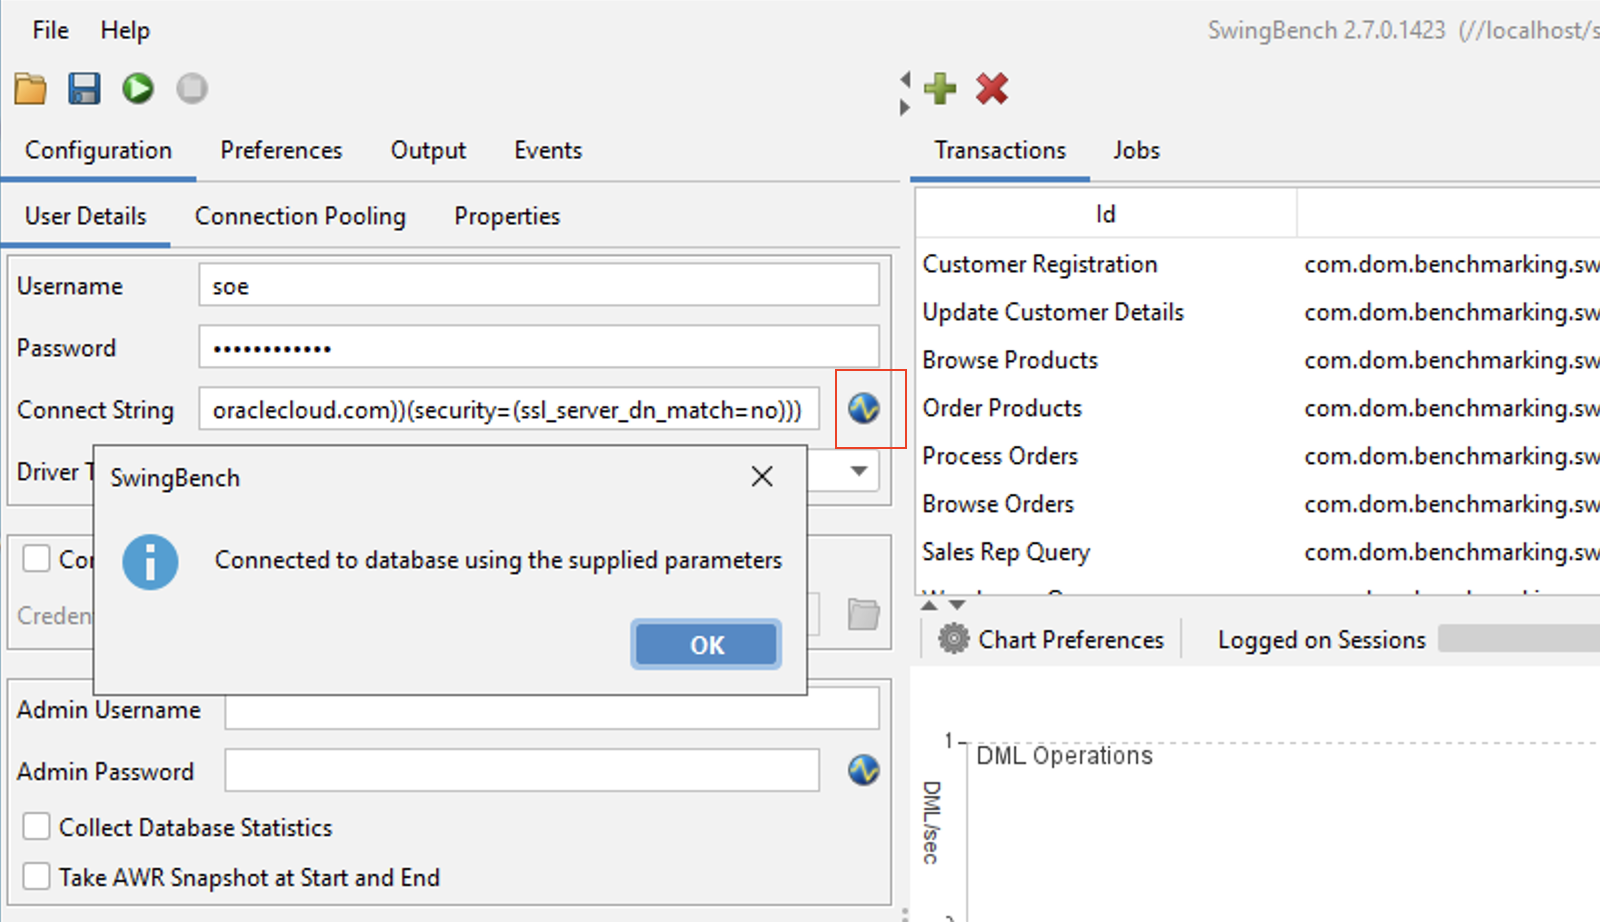 File Help
SwingBench 2.7.0.1423 (//localhost/s
Configuration Preferences Output Events
Transactions Jobs
User Details Connection Pooling Properties
Id
Username soe
Password ••••••••••••
Connect String oraclecloud.com))(security=(ssl_server_dn_match=no)))
Driver T
SwingBench
Connected to database using the supplied parameters
OK
Cor
Creden
Admin Username
Admin Password
Collect Database Statistics
Take AWR Snapshot at Start and End
Customer Registration com.dom.benchmarking.sw
Update Customer Details com.dom.benchmarking.sw
Browse Products com.dom.benchmarking.sw
Order Products com.dom.benchmarking.sw
Process Orders com.dom.benchmarking.sw
Browse Orders com.dom.benchmarking.sw
Sales Rep Query com.dom.benchmarking.sw
Chart Preferences Logged on Sessions
1
DML Operations
DML/sec